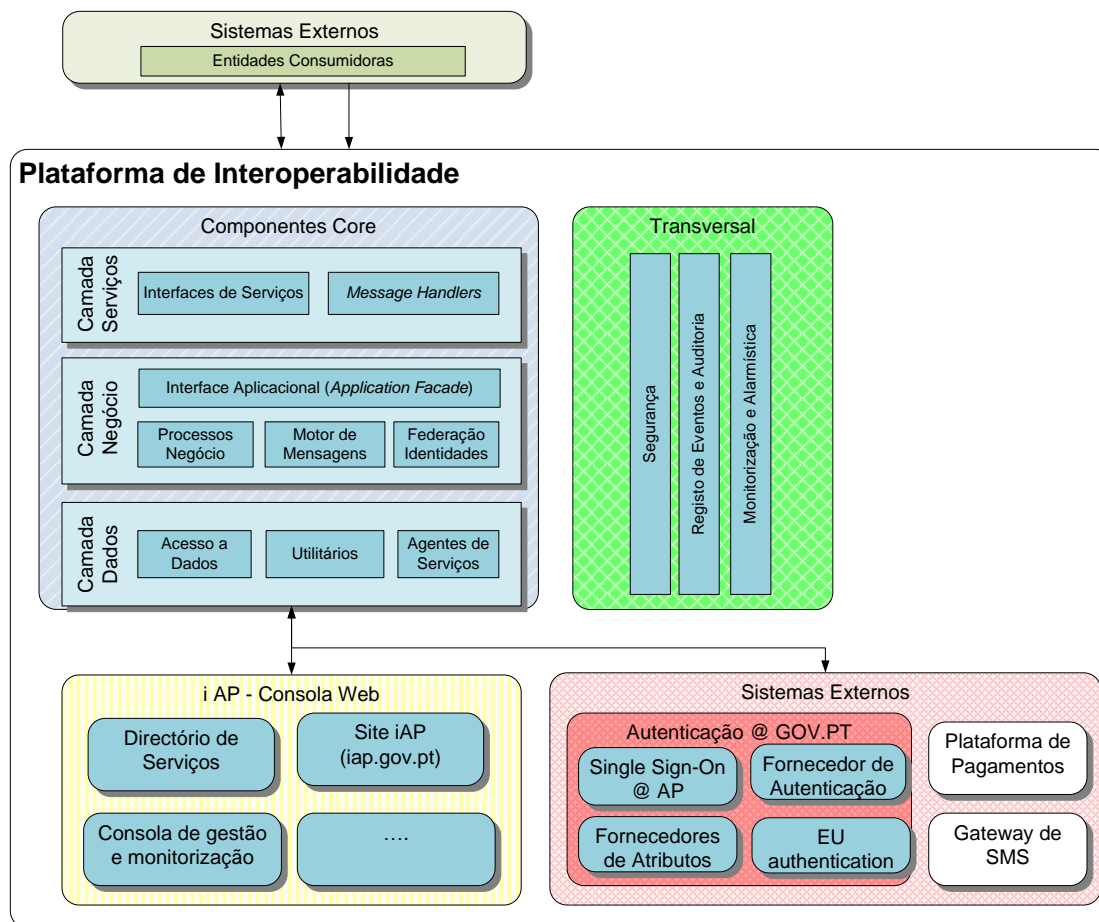 Sistemas Externos
Entidades Consumidoras
Plataforma de Interoperabilidade
Componentes Core
Camada
Serviços
Interfaces de Serviços
Message Handlers
Camada
Negócio
Interface Aplicacional (Application Facade)
Processos
Negócio
Motor de
Mensagens
Federação
Identidades
Camada
Dados
Acesso a
Dados
Utilitários
Agentes de
Serviços
Transversal
Segurança
Registo de Eventos e Auditoria
Monitorização e Alarmística
i AP - Consola Web
Directório de
Serviços
Site iAP
(iap.gov.pt)
Consola de gestão
e monitorização
....
Sistemas Externos
Autenticação @ GOV.PT
Single Sign-On
@ AP
Fornecedor de
Autenticação
Fornecedores
de Atributos
EU
authentication
Plataforma de
Pagamentos
Gateway de
SMS